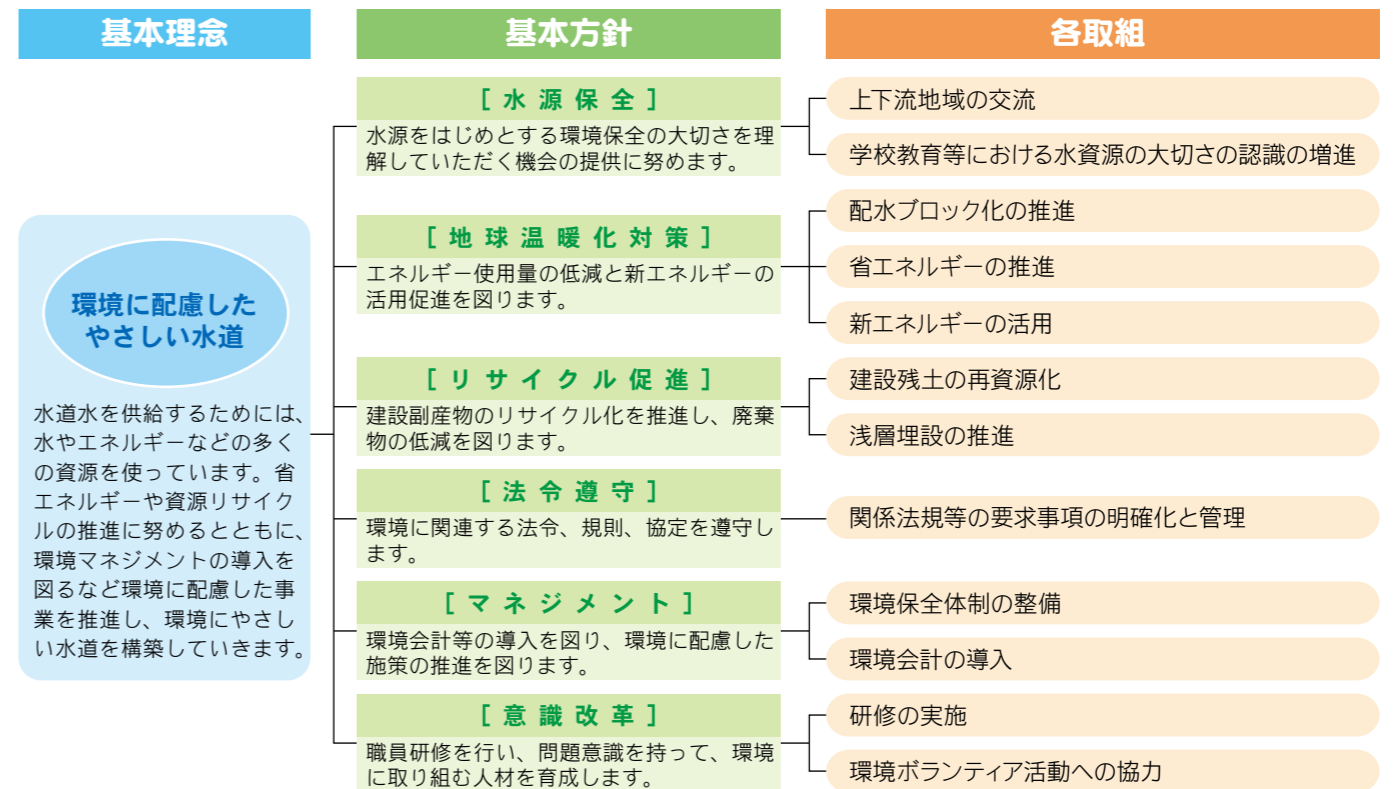 基本理念
基本方針
各取組
環境に配慮した
やさしい水道
水道水を供給するためには、
水やエネルギーなどの多く
の資源を使っています。省
エネルギーや資源リサイク
ルの推進に努めるとともに、
環境マネジメントの導入を
図るなど環境に配慮した事
業を推進し、環境にやさし
い水道を構築していきます。
[ 水 源 保 全 ]
水源をはじめとする環境保全の大切さを理
解していただく機会の提供に努めます。
上下流地域の交流
学校教育等における水資源の大切さの認識の増進
[ 地 球 温 暖 化 対 策 ]
エネルギー使用量の低減と新エネルギーの
活用促進を図ります。
配水ブロック化の推進
省エネルギーの推進
新エネルギーの活用
[ リ サ イ ク ル 促 進 ]
建設副産物のリサイクル化を推進し、廃棄
物の低減を図ります。
建設残土の再資源化
浅層埋設の推進
[ 法 令 遵 守 ]
環境に関連する法令、規則、協定を遵守し
ます。
関係法規等の要求事項の明確化と管理
[ マ ネ ジ メ ン ト ]
環境会計等の導入を図り、環境に配慮した
施策の推進を図ります。
環境保全体制の整備
環境会計の導入
[ 意 識 改 革 ]
職員研修を行い、問題意識を持って、環境
に取り組む人材を育成します。
研修の実施
環境ボランティア活動への協力